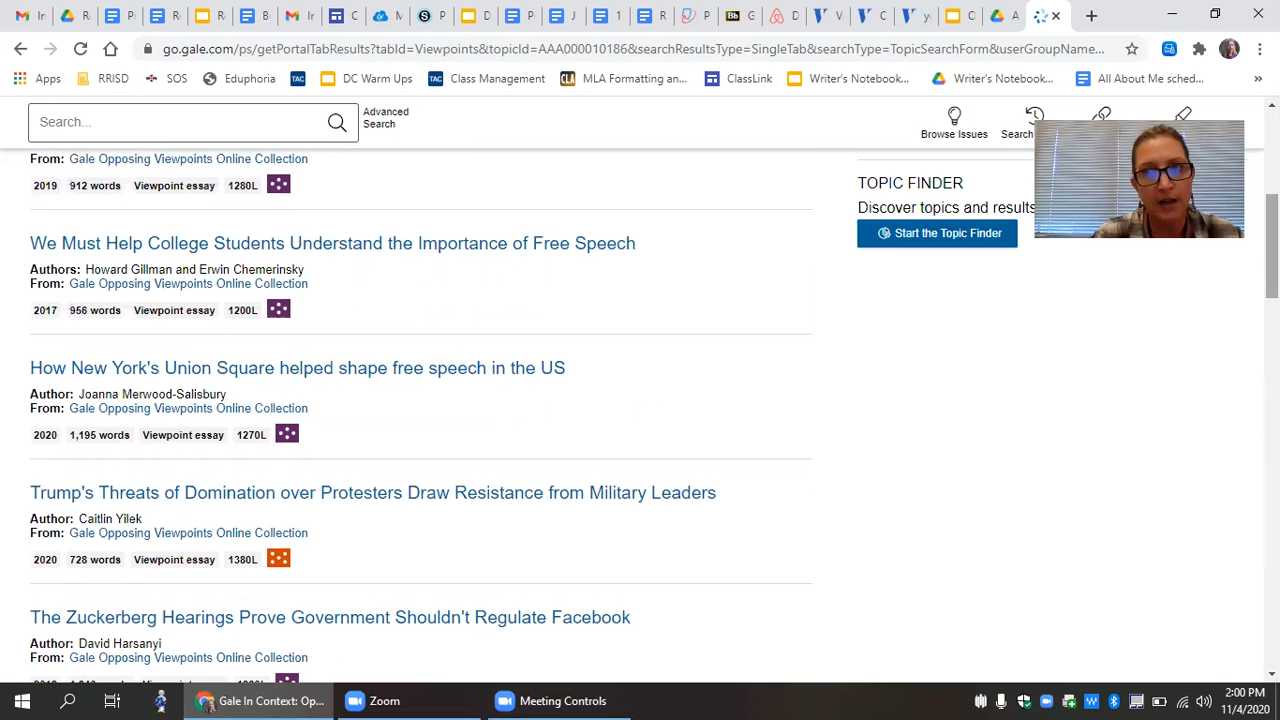 Ir
R
P
Re
Re
B
Ir
C
M
P
D
P
J
1
R
P
G
D
V
C
y
C
A
go.gale.com/ps/getPortalTabResults?tabId=Viewpoints&topicId=AAA000010186&searchResultsType=SingleTab&searchType=TopicSearchForm&userGroupName...
Apps
RRISD
SOS
Eduphoria
DC Warm Ups
Class Management
MLA Formatting an...
ClassLink
Writer's Notebook...
Writer's Notebook...
All About Me sched...
»
Search...
Advanced
Search
Browse Issues
Search
From: Gale Opposing Viewpoints Online Collection
2019 912 words Viewpoint essay 1280L
TOPIC FINDER
Discover topics and results
Start the Topic Finder
We Must Help College Students Understand the Importance of Free Speech
Authors: Howard Gillman and Erwin Chemerinsky
From: Gale Opposing Viewpoints Online Collection
2017 956 words Viewpoint essay 1200L
How New York's Union Square helped shape free speech in the US
Author: Joanna Merwood-Salisbury
From: Gale Opposing Viewpoints Online Collection
2020 1,195 words Viewpoint essay 1270L
Trump's Threats of Domination over Protesters Draw Resistance from Military Leaders
Author: Caitlin Yilek
From: Gale Opposing Viewpoints Online Collection
2020 728 words Viewpoint essay 1380L
The Zuckerberg Hearings Prove Government Shouldn't Regulate Facebook
Author: David Harsanyi
From: Gale Opposing Viewpoints Online Collection
Gale In Context: Op...
Zoom
Meeting Controls
2:00 PM
11/4/2020